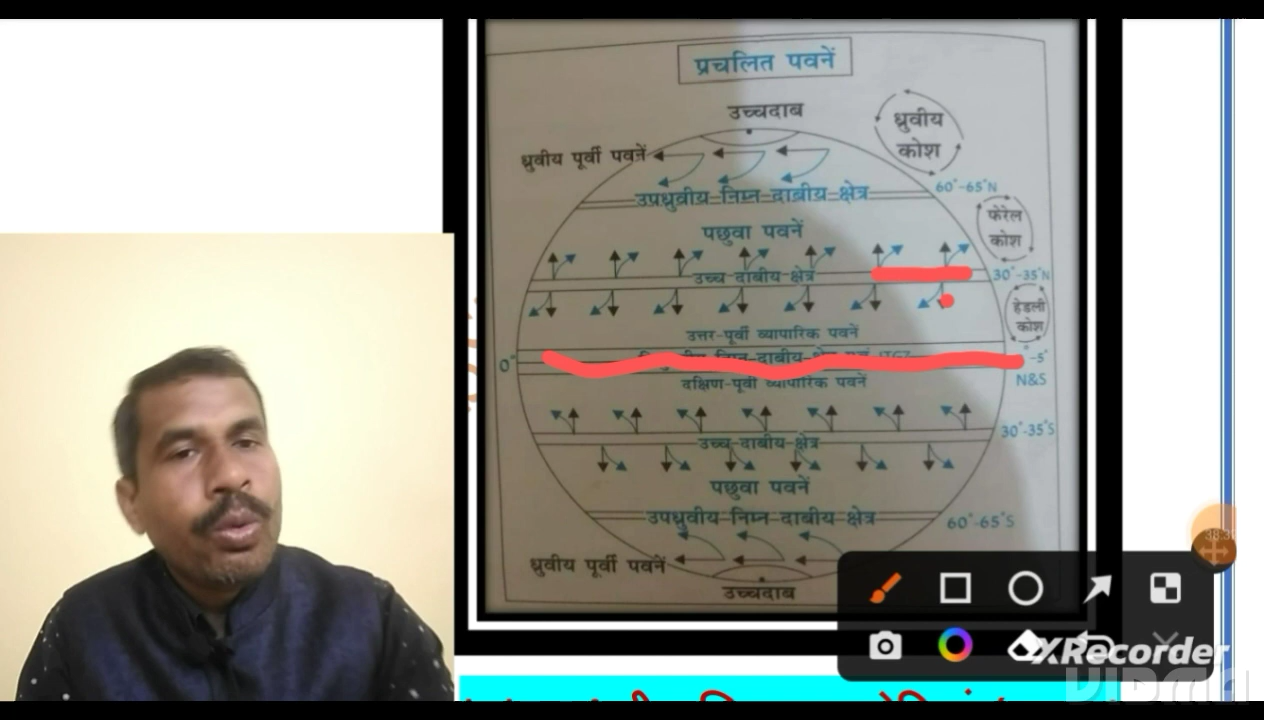 प्रचलित पवनें
उच्चदाब
ध्रुवीय
कोश
ध्रुवीय पूर्वी पवनें
60°-65°N
उपध्रुवीय-निम्न-दाबीय-क्षेत्र
पछुवा पवनें
फेरेल
कोश
उच्च दाबीय क्षेत्र
30°-35°N
हेडली
कोश
उत्तर-पूर्वी व्यापारिक पवनें
0°
-5°
N&S
दक्षिण-पूर्वी व्यापारिक पवनें
30°-35°S
उच्च-दाबीय-क्षेत्र
पछुवा पवनें
उपध्रुवीय-निम्न-दाबीय-क्षेत्र
60°-65°S
ध्रुवीय पूर्वी पवनें
उच्चदाब
XRecorder